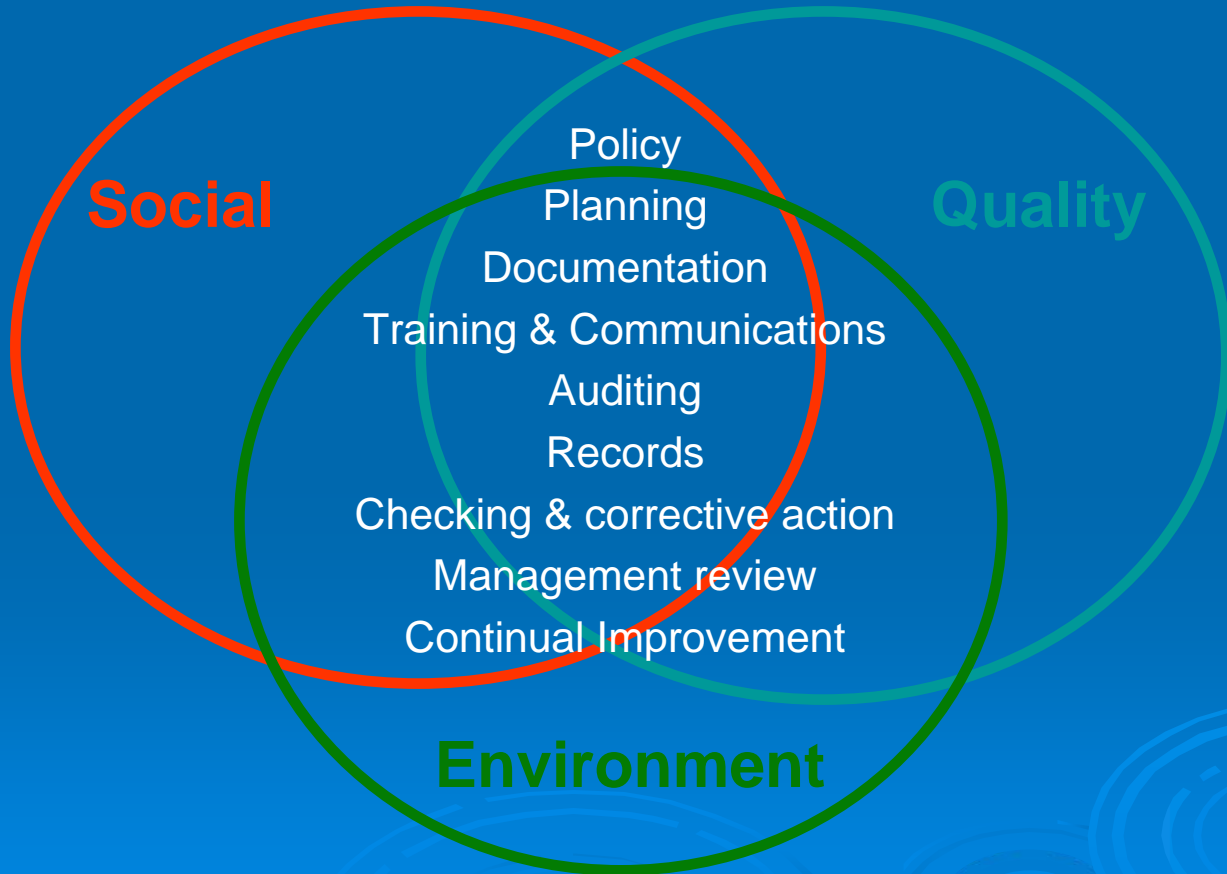 Policy
Social
Planning
Quality
Documentation
Training & Communications
Auditing
Records
Checking & corrective action
Management review
Continual Improvement
Environment